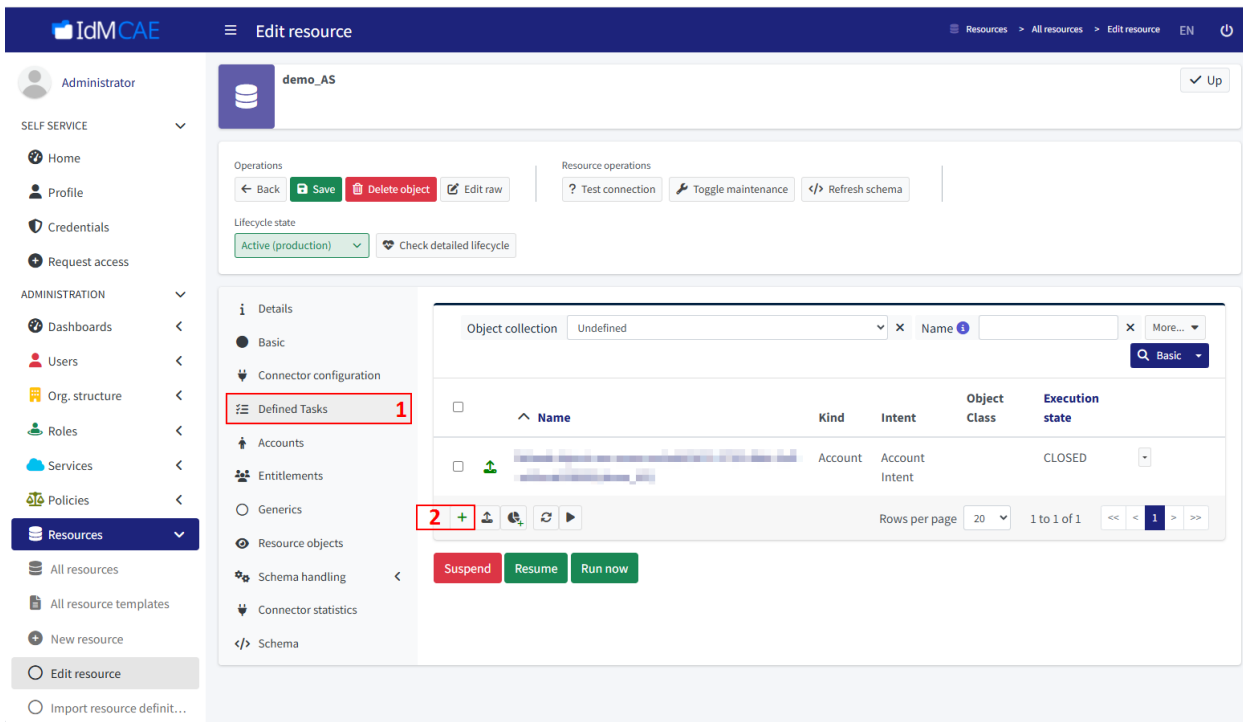 IdMCAE
Edit resource
Resources > All resources > Edit resource EN
Administrator
demo_AS
Up
SELF SERVICE
Home
Profile
Credentials
Request access
ADMINISTRATION
Dashboards
Users
Org. structure
Roles
Services
Policies
Resources
All resources
All resource templates
New resource
Edit resource
Import resource definit...
Operations
Back Save Delete object Edit raw
Resource operations
? Test connection Toggle maintenance </> Refresh schema
Lifecycle state
Active (production) Check detailed lifecycle
Details
Basic
Connector configuration
Defined Tasks 1
Accounts
Entitlements
Generics
Resource objects
Schema handling
Connector statistics
</> Schema
Object collection Undefined Name More...
Basic
Name Kind Intent Object Class Execution state
Account Account Intent CLOSED
2
Rows per page 20 1 to 1 of 1 << < 1 > >>
Suspend Resume Run now